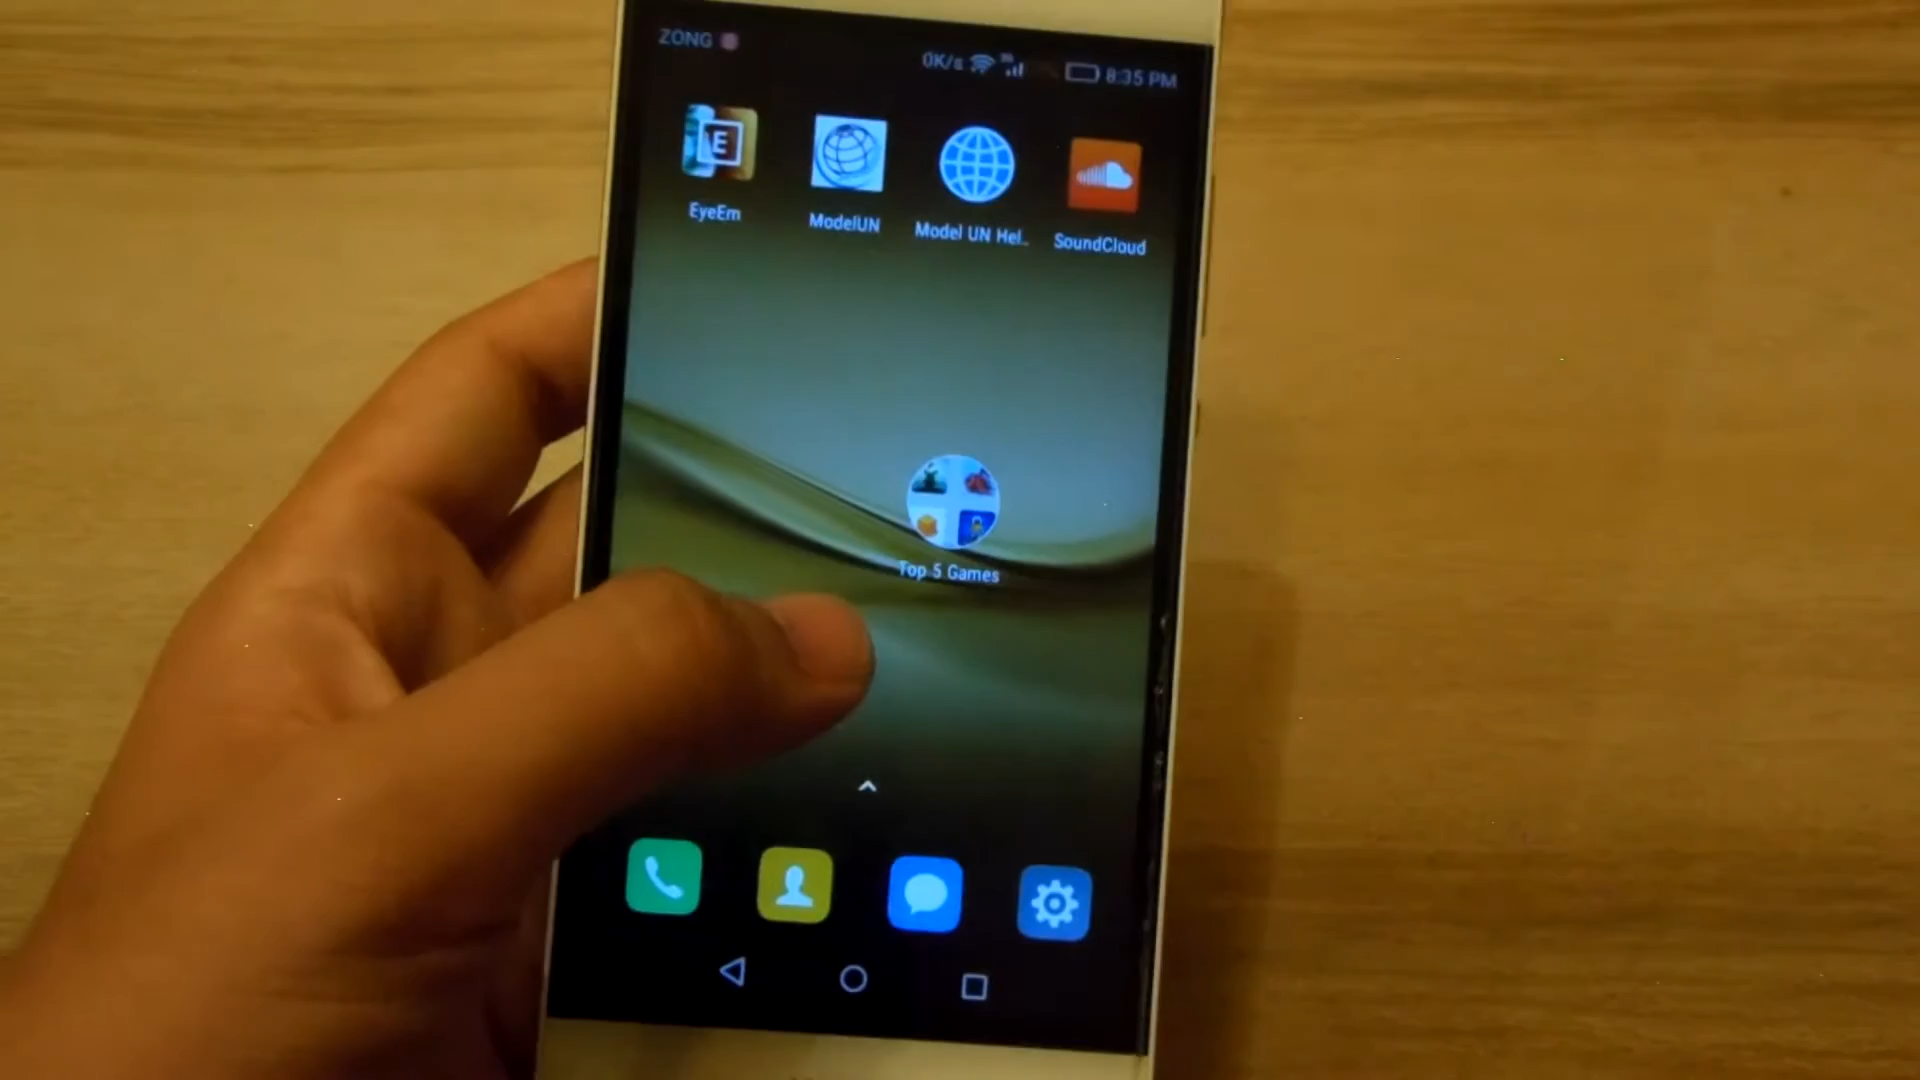 ZONG
0K/s 8:35 PM
E
EyeEm
ModelUN
Model UN Hel...
SoundCloud
Top 5 Games